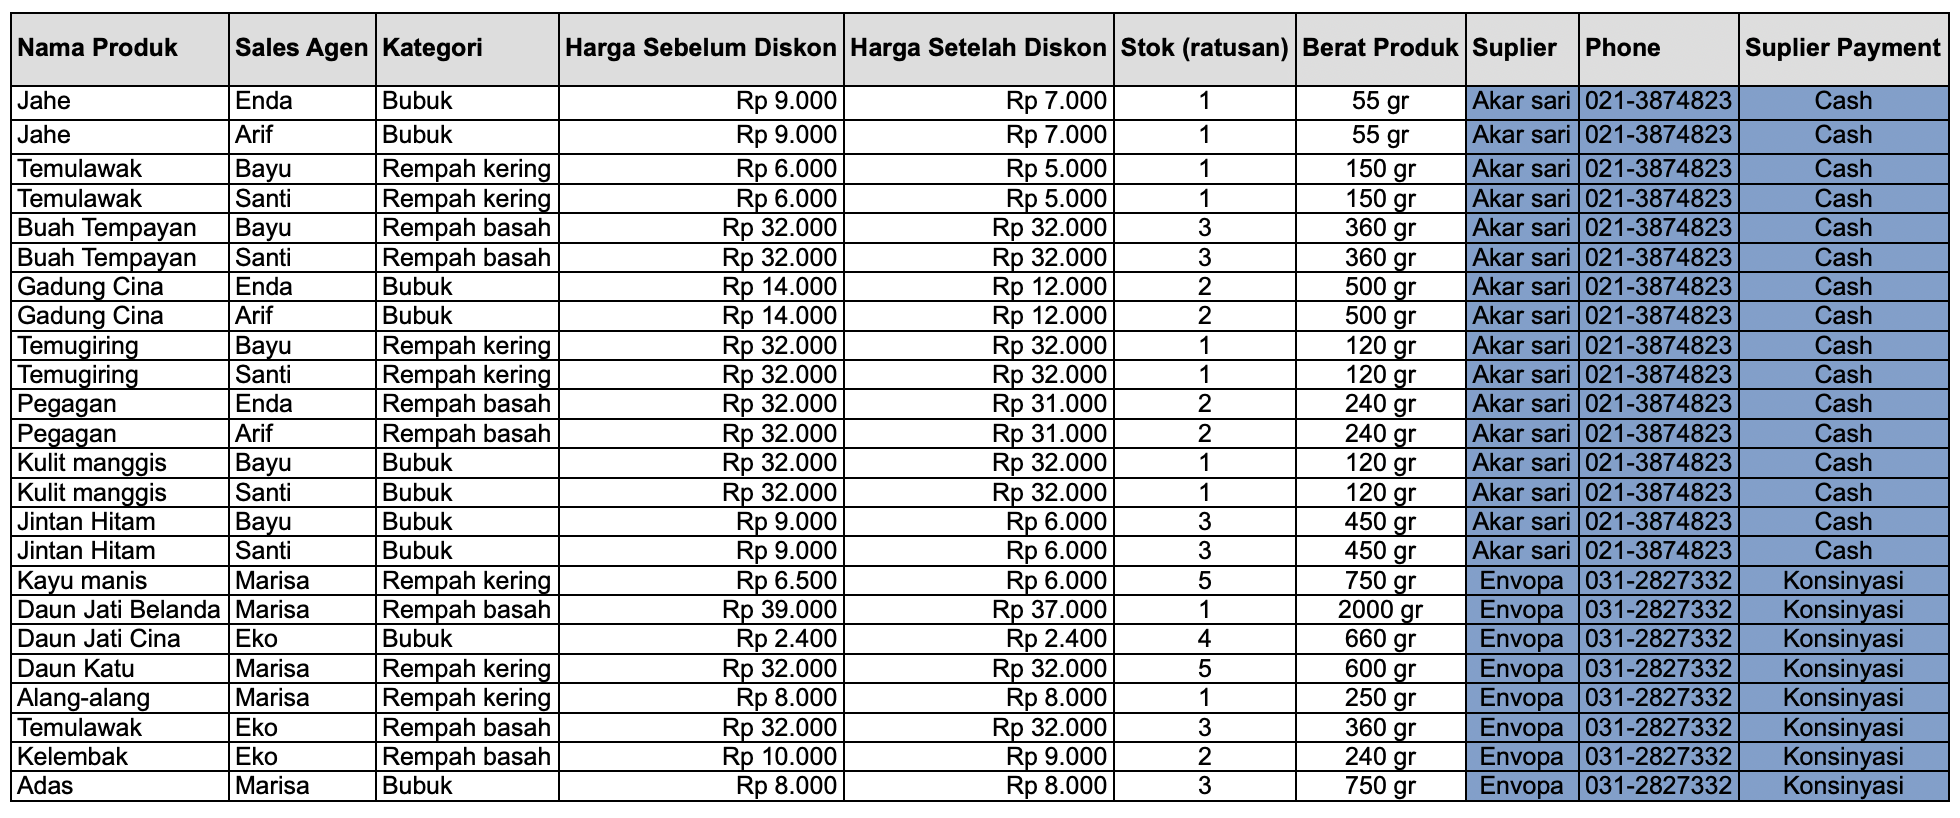 Nama Produk Sales Agen Kategori Harga Sebelum Diskon Harga Setelah Diskon Stok (ratusan) Berat Produk Suplier Phone Suplier Payment
Jahe Enda Bubuk Rp 9.000 Rp 7.000 1 55 gr Akar sari 021-3874823 Cash
Jahe Arif Bubuk Rp 9.000 Rp 7.000 1 55 gr Akar sari 021-3874823 Cash
Temulawak Bayu Rempah kering Rp 6.000 Rp 5.000 1 150 gr Akar sari 021-3874823 Cash
Temulawak Santi Rempah kering Rp 6.000 Rp 5.000 1 150 gr Akar sari 021-3874823 Cash
Buah Tempayan Bayu Rempah basah Rp 32.000 Rp 32.000 3 360 gr Akar sari 021-3874823 Cash
Buah Tempayan Santi Rempah basah Rp 32.000 Rp 32.000 3 360 gr Akar sari 021-3874823 Cash
Gadung Cina Enda Bubuk Rp 14.000 Rp 12.000 2 500 gr Akar sari 021-3874823 Cash
Gadung Cina Arif Bubuk Rp 14.000 Rp 12.000 2 500 gr Akar sari 021-3874823 Cash
Temugiring Bayu Rempah kering Rp 32.000 Rp 32.000 1 120 gr Akar sari 021-3874823 Cash
Temugiring Santi Rempah kering Rp 32.000 Rp 32.000 1 120 gr Akar sari 021-3874823 Cash
Pegagan Enda Rempah basah Rp 32.000 Rp 31.000 2 240 gr Akar sari 021-3874823 Cash
Pegagan Arif Rempah basah Rp 32.000 Rp 31.000 2 240 gr Akar sari 021-3874823 Cash
Kulit manggis Bayu Bubuk Rp 32.000 Rp 32.000 1 120 gr Akar sari 021-3874823 Cash
Kulit manggis Santi Bubuk Rp 32.000 Rp 32.000 1 120 gr Akar sari 021-3874823 Cash
Jintan Hitam Bayu Bubuk Rp 9.000 Rp 6.000 3 450 gr Akar sari 021-3874823 Cash
Jintan Hitam Santi Bubuk Rp 9.000 Rp 6.000 3 450 gr Akar sari 021-3874823 Cash
Kayu manis Marisa Rempah kering Rp 6.500 Rp 6.000 5 750 gr Envopa 031-2827332 Konsinyasi
Daun Jati Belanda Marisa Rempah basah Rp 39.000 Rp 37.000 1 2000 gr Envopa 031-2827332 Konsinyasi
Daun Jati Cina Eko Bubuk Rp 2.400 Rp 2.400 4 660 gr Envopa 031-2827332 Konsinyasi
Daun Katu Marisa Rempah kering Rp 32.000 Rp 32.000 5 600 gr Envopa 031-2827332 Konsinyasi
Alang-alang Marisa Rempah kering Rp 8.000 Rp 8.000 1 250 gr Envopa 031-2827332 Konsinyasi
Temulawak Eko Rempah basah Rp 32.000 Rp 32.000 3 360 gr Envopa 031-2827332 Konsinyasi
Kelembak Eko Rempah basah Rp 10.000 Rp 9.000 2 240 gr Envopa 031-2827332 Konsinyasi
Adas Marisa Bubuk Rp 8.000 Rp 8.000 3 750 gr Envopa 031-2827332 Konsinyasi